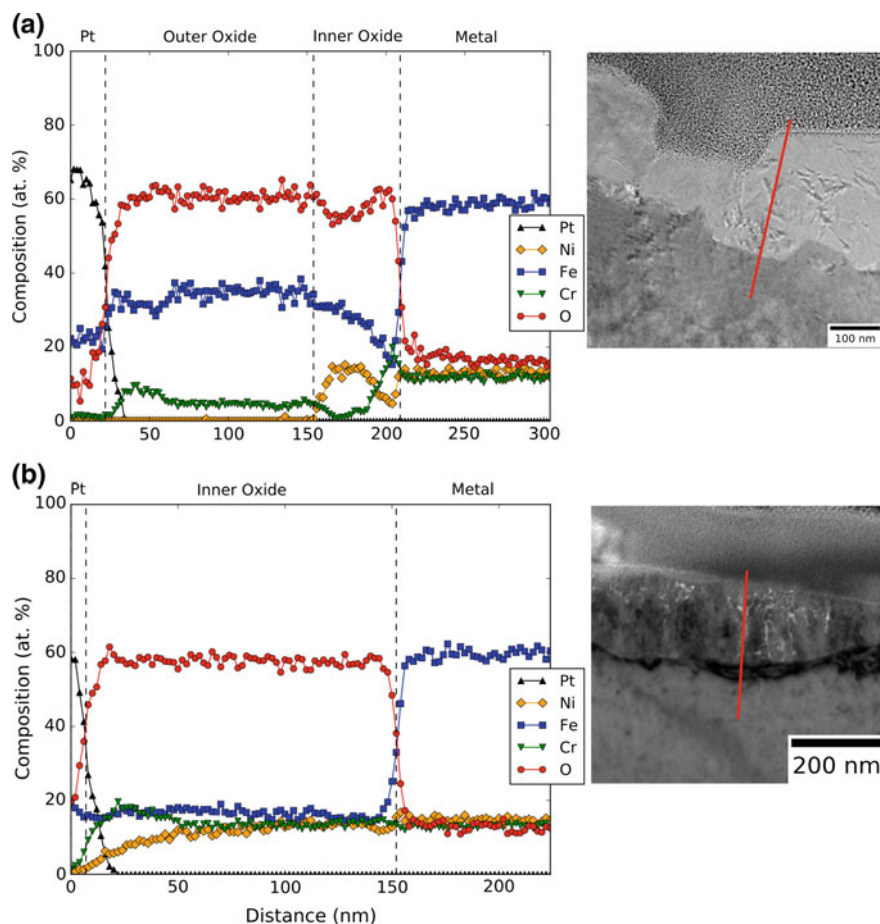 (a)
Pt Outer Oxide Inner Oxide Metal
100
80
60
40
20
0
Composition (at. %)
0 50 100 150 200 250 300
Pt
Ni
Fe
Cr
O
100 nm
(b)
Pt Inner Oxide Metal
100
80
60
40
20
0
Composition (at. %)
0 50 100 150 200
Distance (nm)
Pt
Ni
Fe
Cr
O
200 nm